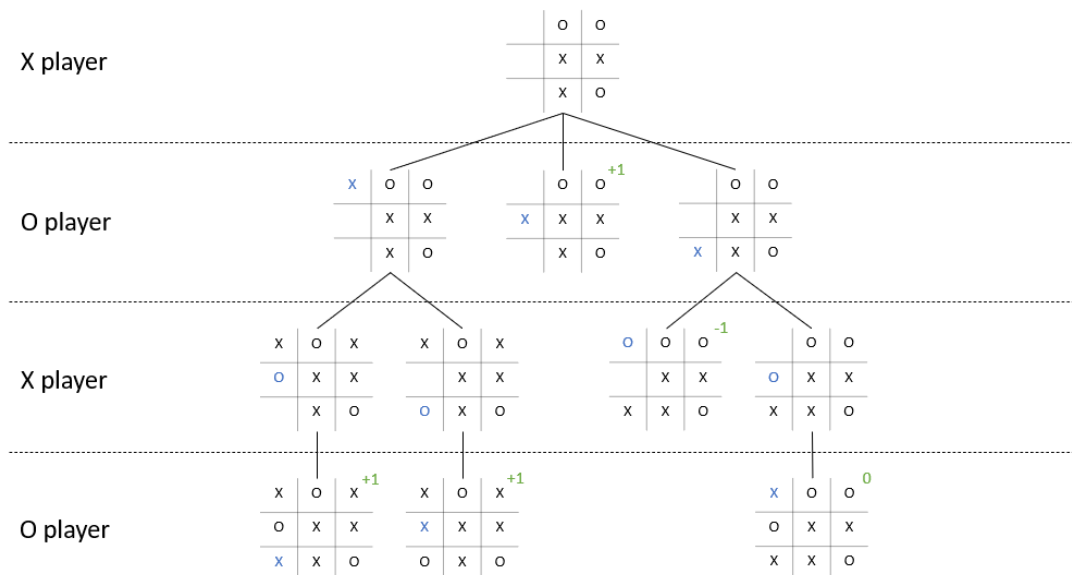 O O
X player
X X
X O
+1
X O O
O O
O O
O player
X X
X X X
X X
X O
X O
X X O
-1
X O X
X O X
O O O
O O
X player
O X X
X X
X X
O X X
X O
O X O
X X O
X X O
+1
+1
0
X O X
X O X
X O O
O player
O X X
X X X
O X X
X X O
O X O
X X O